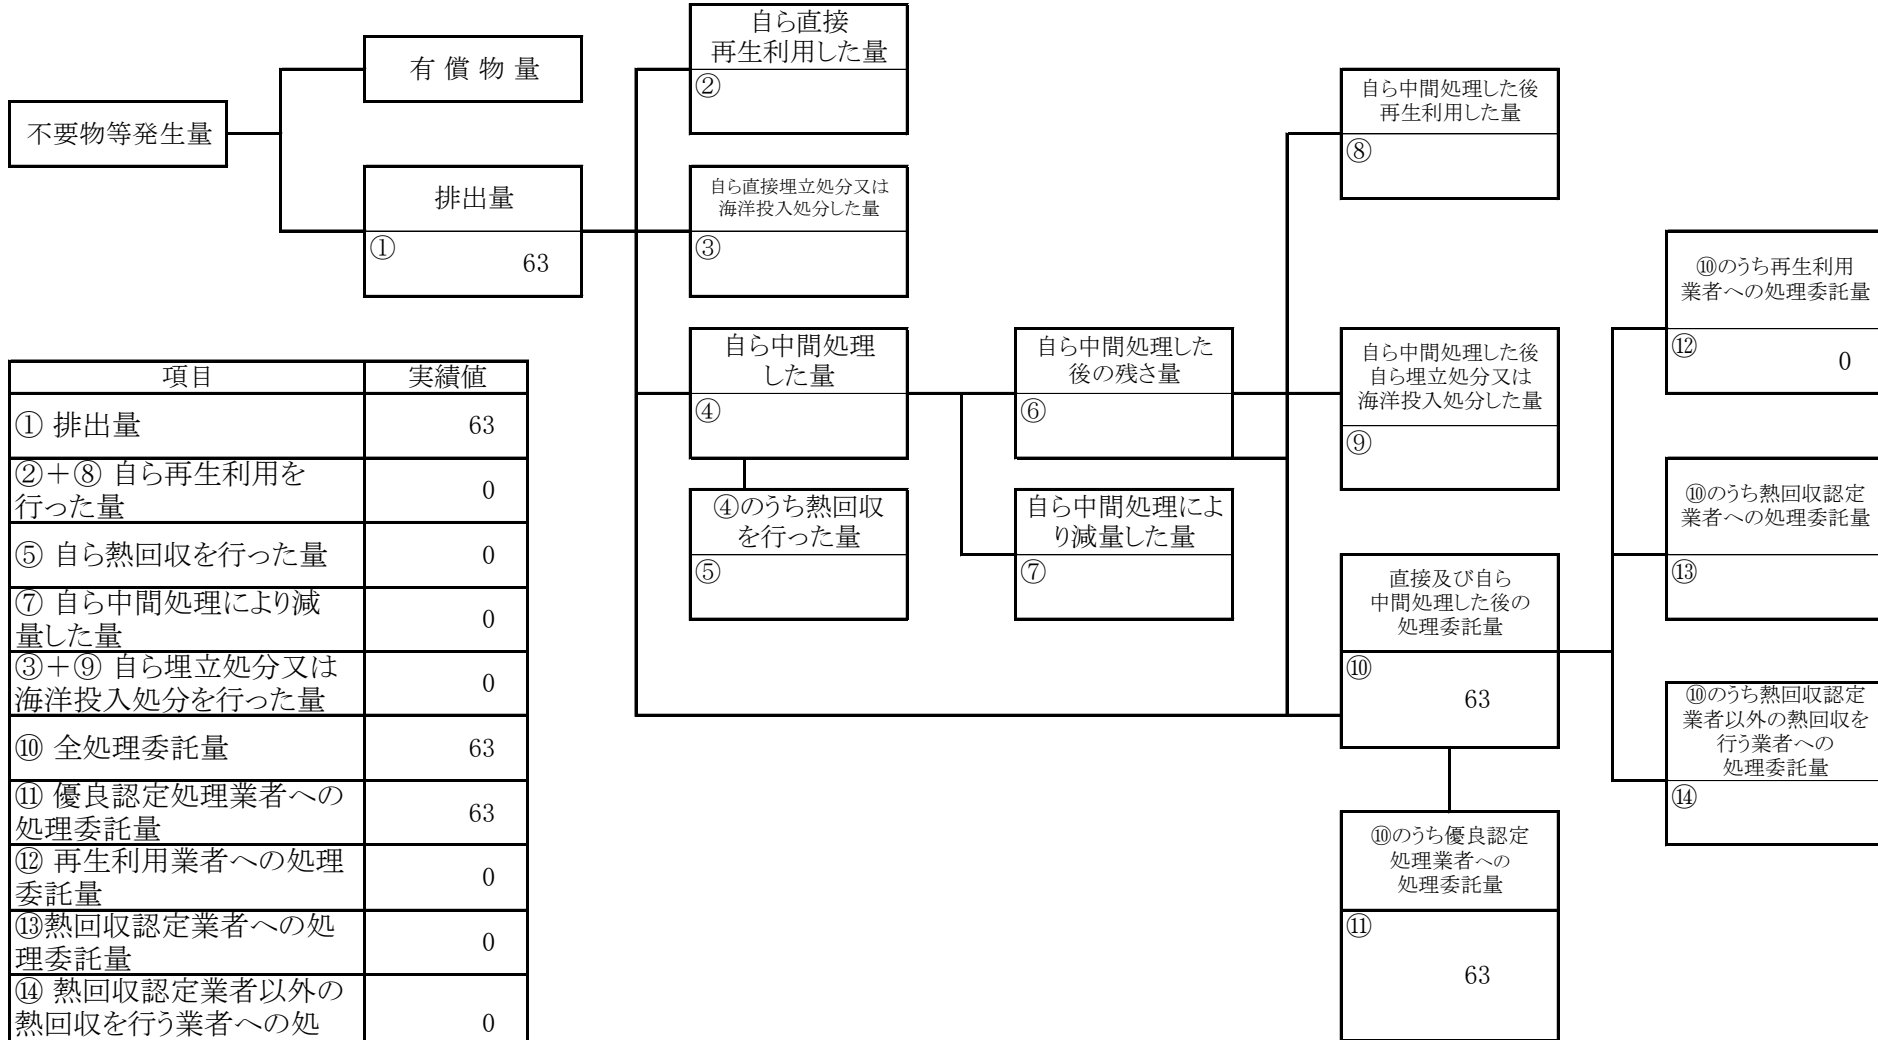 不要物等発生量
有償物量
排出量
①
63
自ら直接
再生利用した量
②
自ら直接埋立処分又は
海洋投入処分した量
③
自ら中間処理
した量
④
④のうち熱回収
を行った量
⑤
自ら中間処理した
後の残さ量
⑥
自ら中間処理によ
り減量した量
⑦
自ら中間処理した後
再生利用した量
⑧
自ら中間処理した後
自ら埋立処分又は
海洋投入処分した量
⑨
直接及び自ら
中間処理した後の
処理委託量
⑩
63
⑩のうち優良認定
処理業者への
処理委託量
⑪
63
⑩のうち再生利用
業者への処理委託量
⑫
0
⑩のうち熱回収認定
業者への処理委託量
⑬
⑩のうち熱回収認定
業者以外の熱回収を
行う業者への
処理委託量
⑭
項目 実績値
① 排出量 63
②+⑧ 自ら再生利用を
行った量 0
⑤ 自ら熱回収を行った量 0
⑦ 自ら中間処理により減
量した量 0
③+⑨ 自ら埋立処分又は
海洋投入処分を行った量 0
⑩ 全処理委託量 63
⑪ 優良認定処理業者への
処理委託量 63
⑫ 再生利用業者への処理
委託量 0
⑬熱回収認定業者への処
理委託量 0
⑭ 熱回収認定業者以外の
熱回収を行う業者への処 0